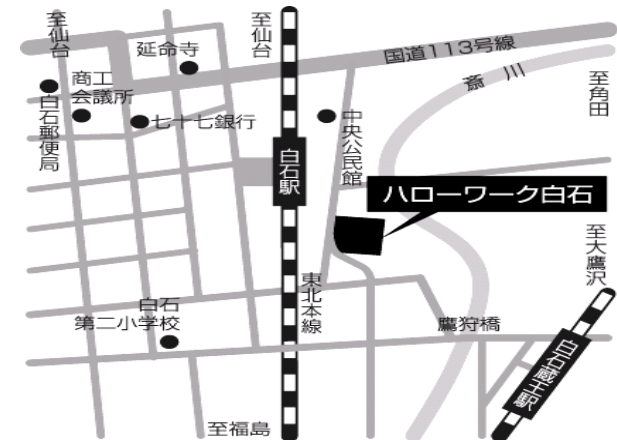 至仙台
延命寺
至仙台
国道113号線
斎川
至角田
商工
会議所
白石郵便局
七十七銀行
中央公民館
白石駅
ハローワーク白石
至大鷹沢
東北本線
白石
第二小学校
鷹狩橋
白石蔵王駅
至福島